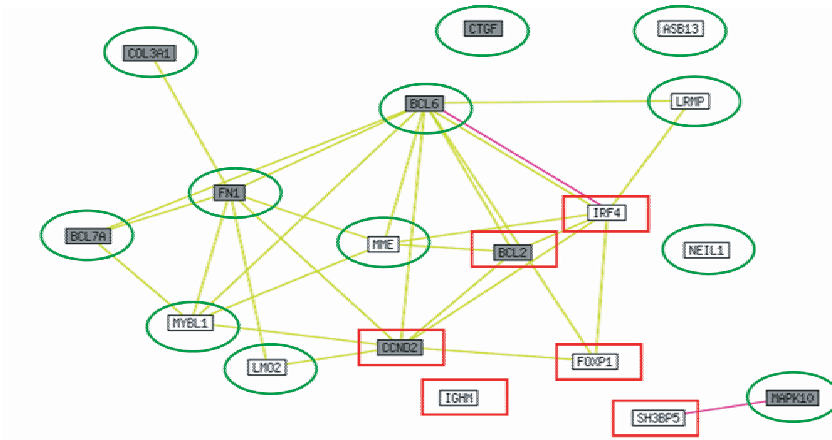 CTGF
ASB13
COL3A1
BCL6
LRMP
FN1
IRF4
BCL7A
MME
BCL2
NEIL1
MYBL1
CCND2
LMO2
FOXP1
IGHM
MAPK10
SH3BP5